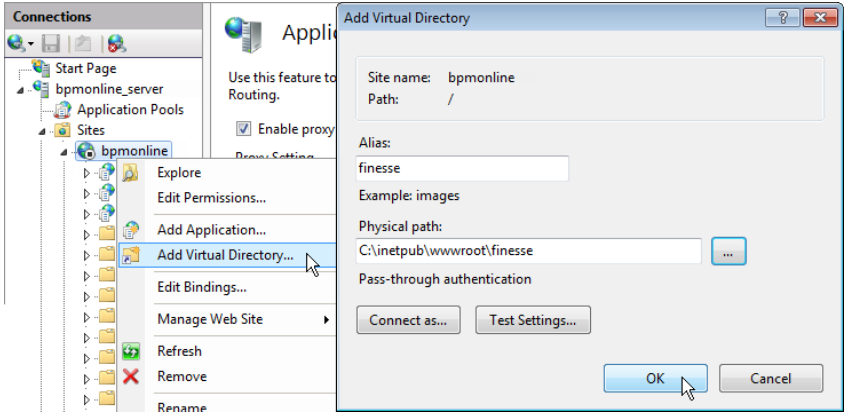 Connections
Start Page
bpmonline_server
Application Pools
Sites
bpmonline
Explore
Edit Permissions...
Add Application...
Add Virtual Directory...
Edit Bindings...
Manage Web Site
Refresh
Remove
Rename
Appli
Use this feature to
Routing.
Enable proxy
Proxy Setting
Add Virtual Directory
Site name: bpmonline
Path: /
Alias:
finesse
Example: images
Physical path:
C:\inetpub\wwwroot\finesse
...
Pass-through authentication
Connect as...
Test Settings...
OK
Cancel